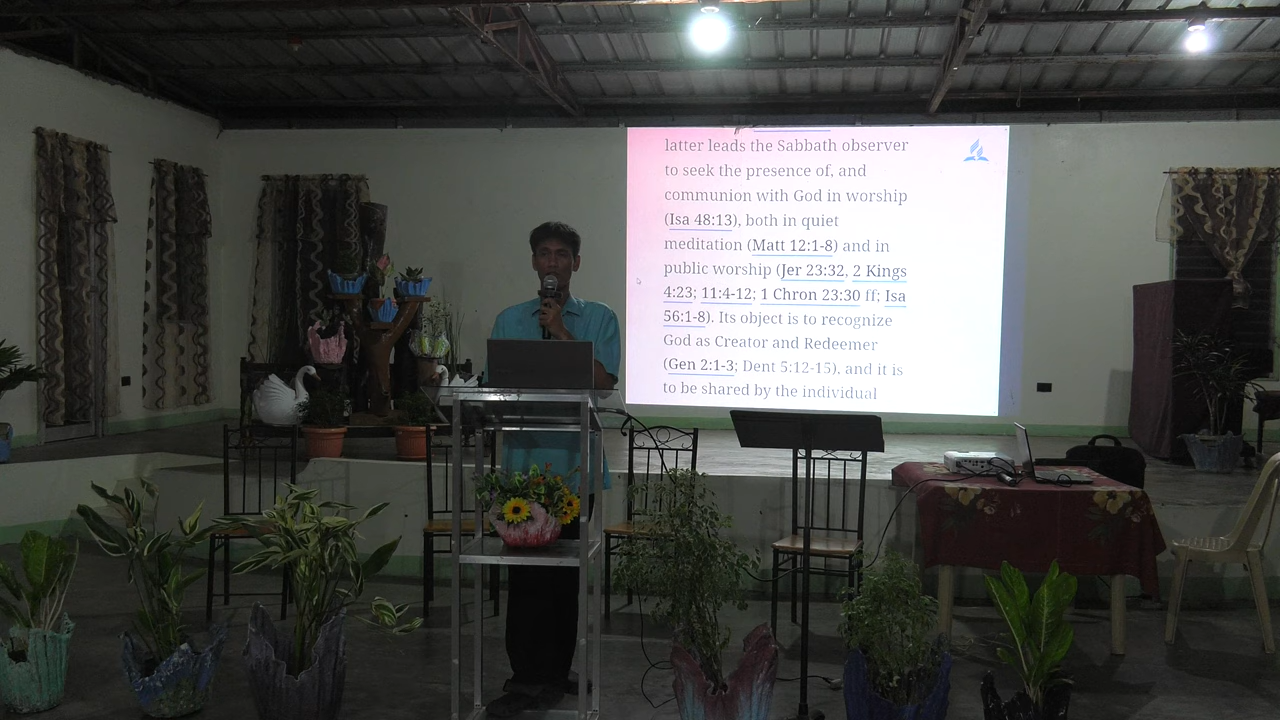 latter leads the Sabbath observer
to seek the presence of, and
communion with God in worship
(Isa 48:13), both in quiet
meditation (Matt 12:1-8) and in
public worship (Jer 23:32, 2 Kings
4:23; 11:4-12; 1 Chron 23:30 ff; Isa
56:1-8). Its object is to recognize
God as Creator and Redeemer
(Gen 2:1-3; Dent 5:12-15). and it is
to be shared by the individual